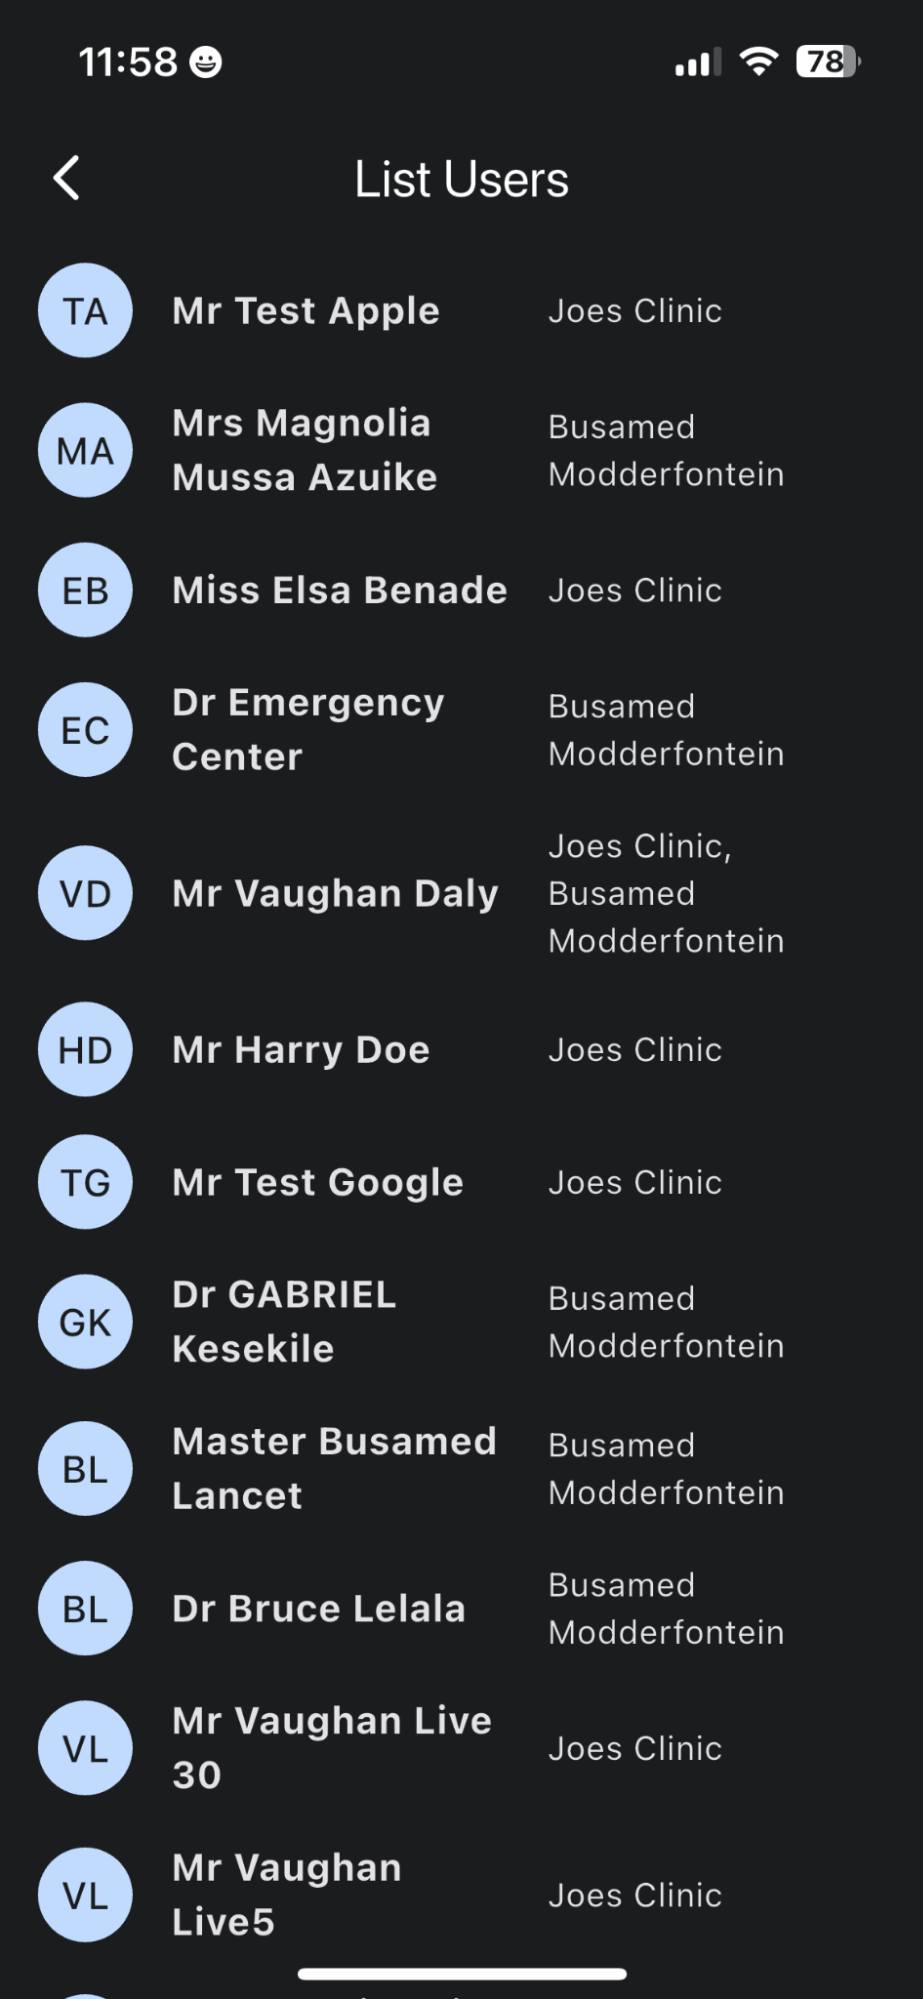 11:58
78
List Users
TA
Mr Test Apple
Joes Clinic
MA
Mrs Magnolia
Mussa Azuike
Busamed
Modderfontein
EB
Miss Elsa Benade
Joes Clinic
EC
Dr Emergency
Center
Busamed
Modderfontein
VD
Mr Vaughan Daly
Joes Clinic,
Busamed
Modderfontein
HD
Mr Harry Doe
Joes Clinic
TG
Mr Test Google
Joes Clinic
GK
Dr GABRIEL
Kesekile
Busamed
Modderfontein
BL
Master Busamed
Lancet
Busamed
Modderfontein
BL
Dr Bruce Lelala
Busamed
Modderfontein
VL
Mr Vaughan Live
30
Joes Clinic
VL
Mr Vaughan
Live5
Joes Clinic